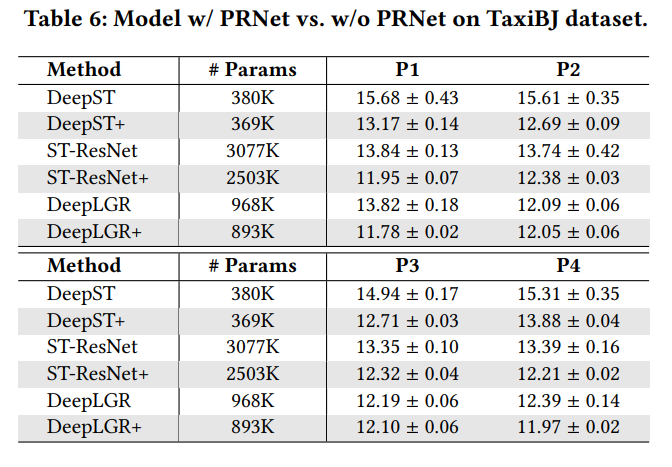 Table 6: Model w/ PRNet vs. w/o PRNet on TaxiBJ dataset.
Method # Params P1 P2
DeepST 380K 15.68 ± 0.43 15.61 ± 0.35
DeepST+ 369K 13.17 ± 0.14 12.69 ± 0.09
ST-ResNet 3077K 13.84 ± 0.13 13.74 ± 0.42
ST-ResNet+ 2503K 11.95 ± 0.07 12.38 ± 0.03
DeepLGR 968K 13.82 ± 0.18 12.09 ± 0.06
DeepLGR+ 893K 11.78 ± 0.02 12.05 ± 0.06
Method # Params P3 P4
DeepST 380K 14.94 ± 0.17 15.31 ± 0.35
DeepST+ 369K 12.71 ± 0.03 13.88 ± 0.04
ST-ResNet 3077K 13.35 ± 0.10 13.39 ± 0.16
ST-ResNet+ 2503K 12.32 ± 0.04 12.21 ± 0.02
DeepLGR 968K 12.19 ± 0.06 12.39 ± 0.14
DeepLGR+ 893K 12.10 ± 0.06 11.97 ± 0.02